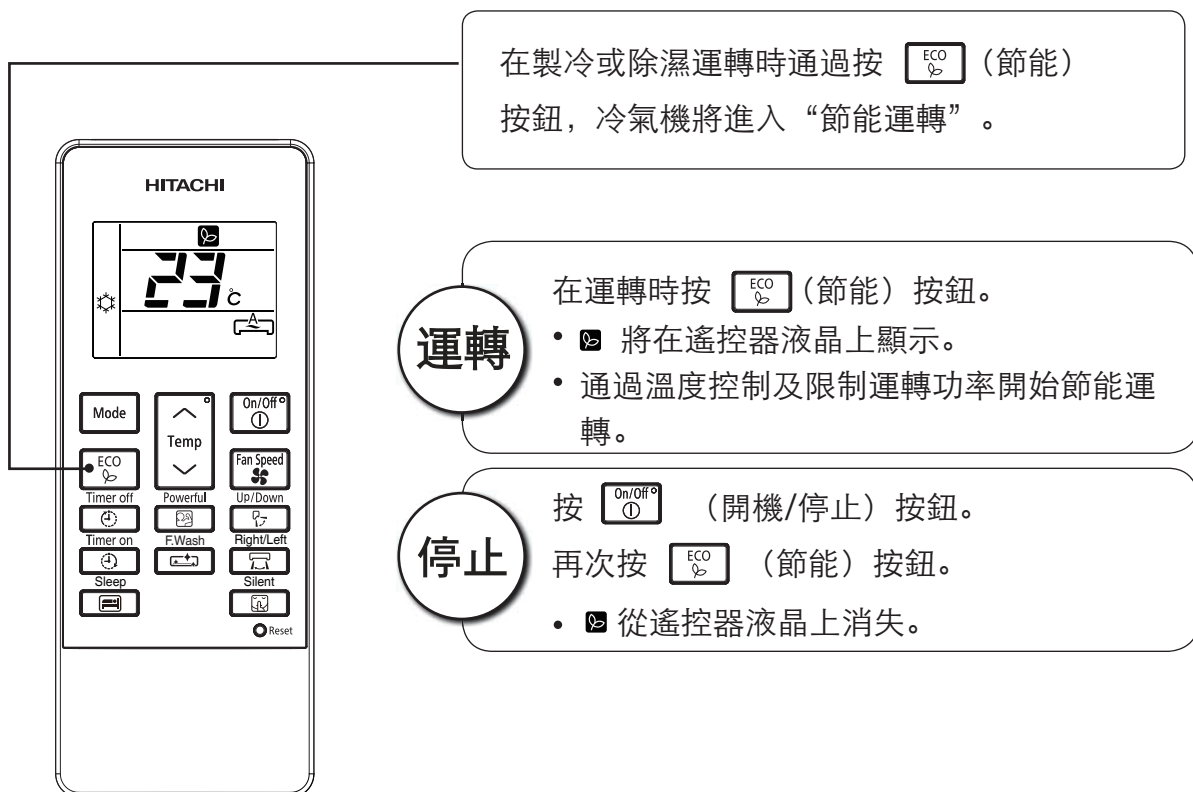 在製冷或除濕運轉時通過按 ECO (節能)
按鈕，冷氣機將進入“節能運轉”。
HITACHI
23℃
A
Mode
Temp
On/Off
ECO
Fan Speed
Timer off Powerful Up/Down
Timer on F.Wash Right/Left
Sleep Silent
Reset
運轉
在運轉時按 ECO (節能) 按鈕。
• 將在遙控器液晶上顯示。
• 通過溫度控制及限制運轉功率開始節能運
轉。
停止
按 On/Off (開機/停止) 按鈕。
再次按 ECO (節能) 按鈕。
• 從遙控器液晶上消失。